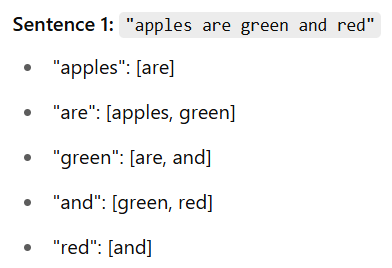 Sentence 1: "apples are green and red"
• "apples": [are]
• "are": [apples, green]
• "green": [are, and]
• "and": [green, red]
• "red": [and]